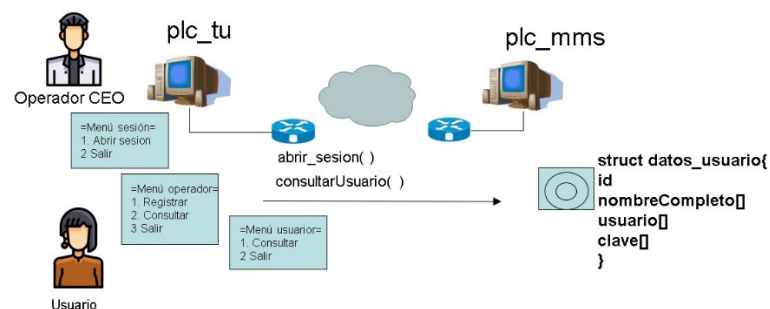 plc_tu
plc_mms
Operador CEO
=Menú sesión=
1. Abrir sesion
2 Salir
abrir_sesion( )
consultarUsuario( )
=Menú operador=
1. Registrar
2. Consultar
3 Salir
=Menú usuarior=
1. Consultar
2 Salir
struct datos_usuario{
id
nombreCompleto[]
usuario[]
clave[]
}
Usuario